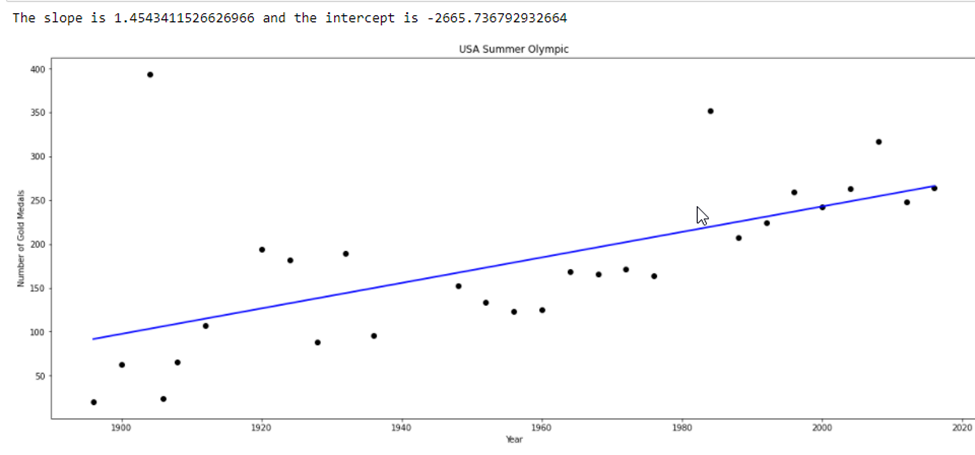 The slope is 1.4543411526626966 and the intercept is -2665.736792932664
USA Summer Olympic
400
350
300
250
200
150
100
50
Number of Gold Medals
1900 1920 1940 1960 1980 2000 2020
Year